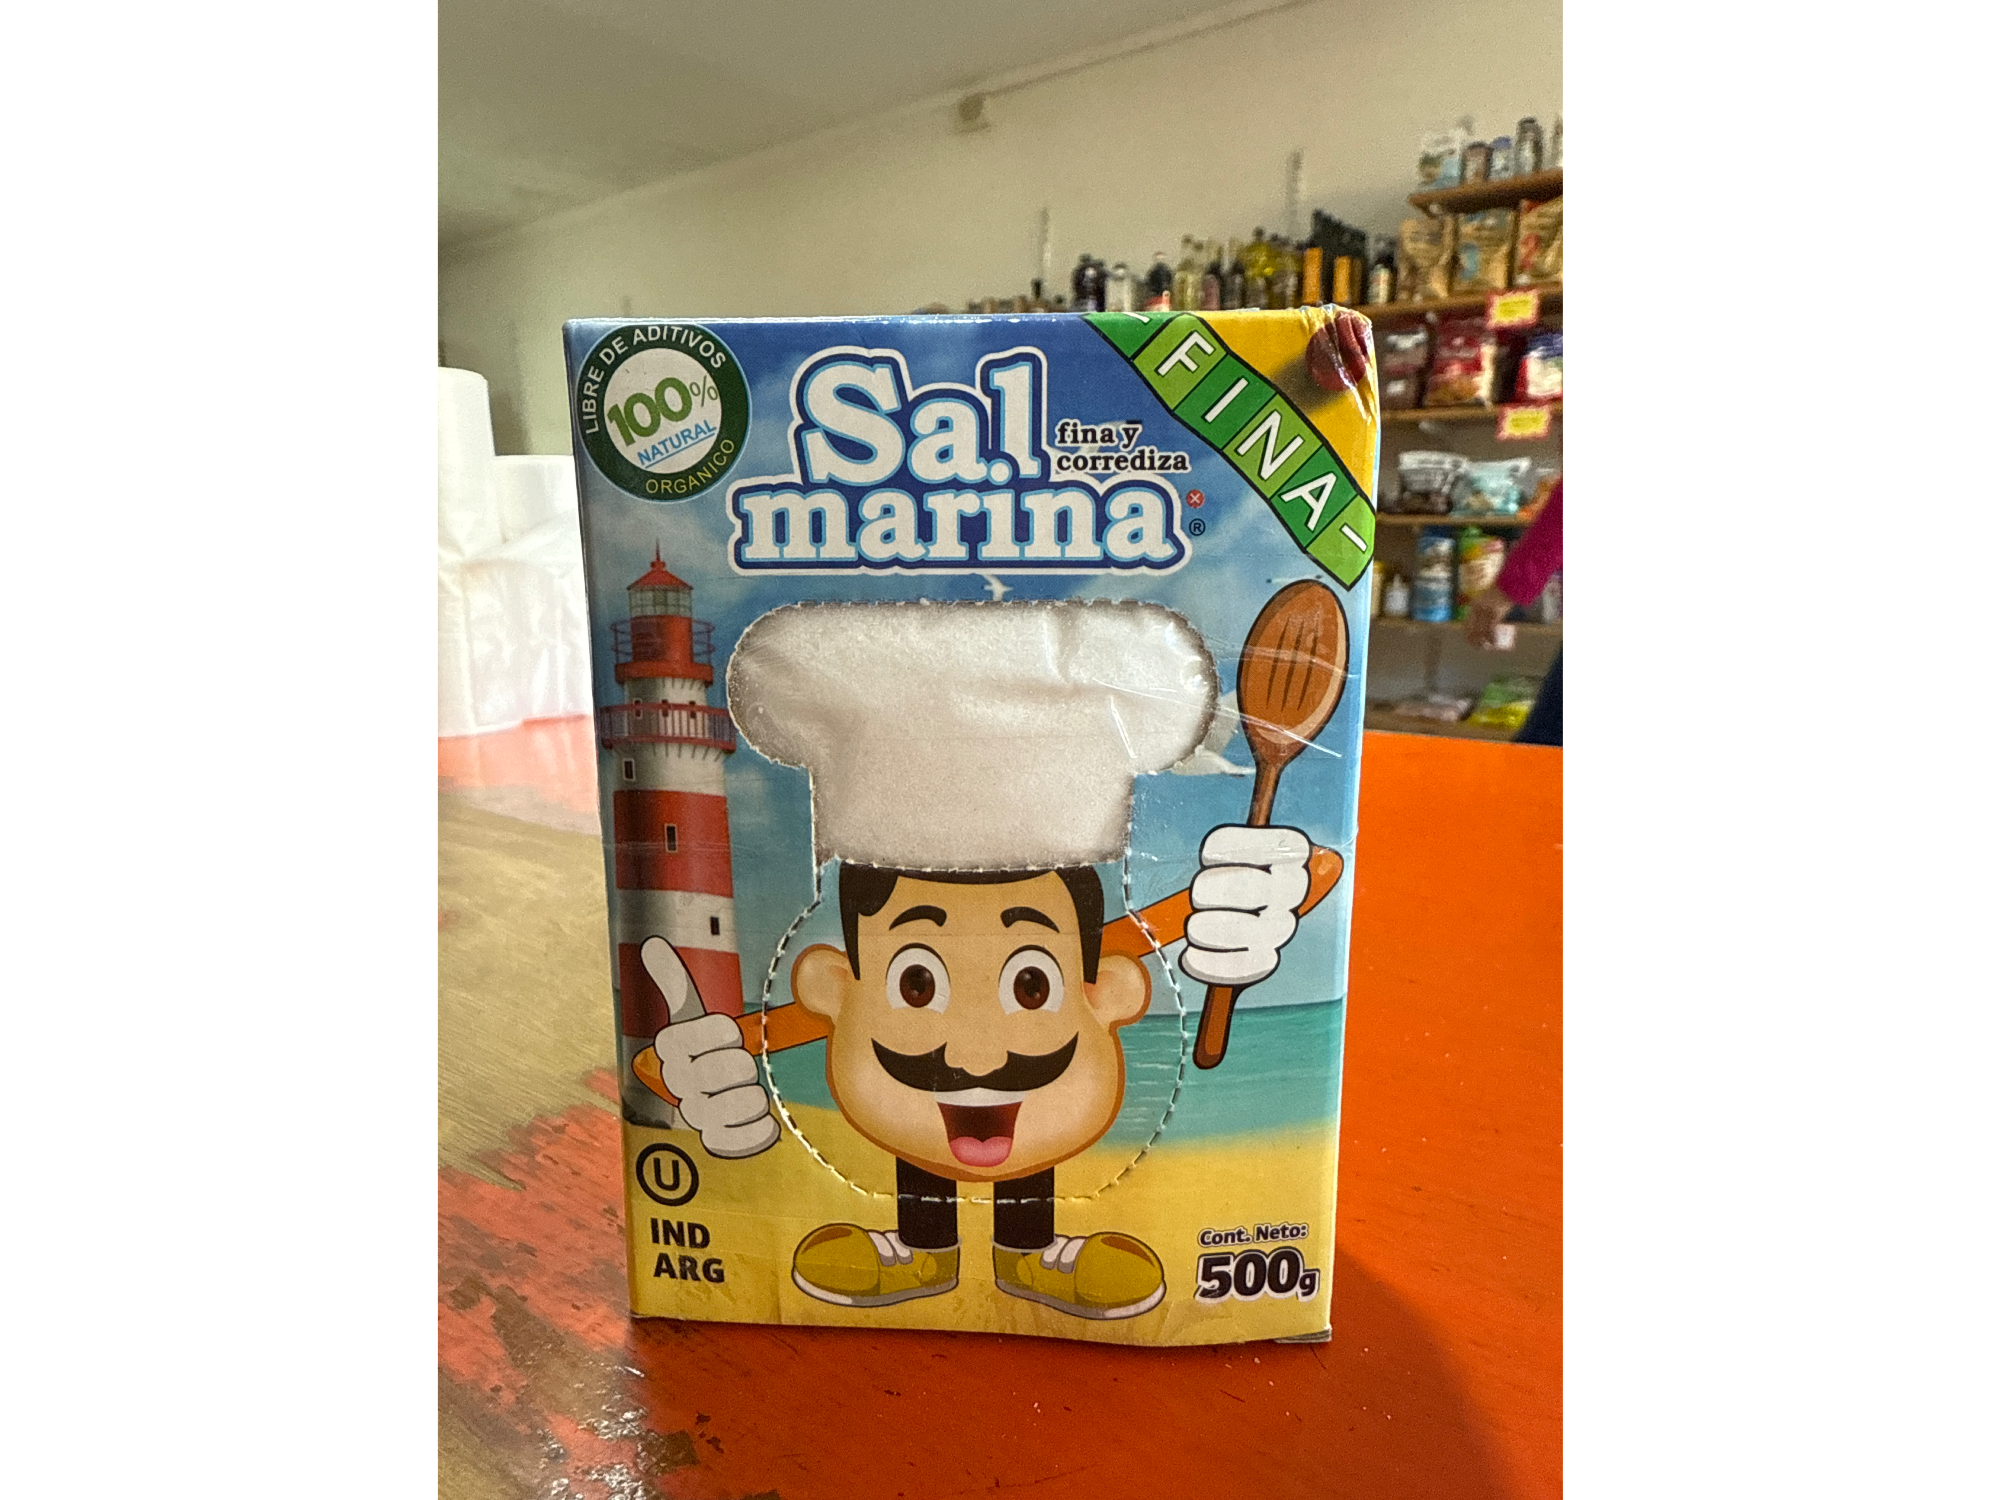 LIBRE DE ADITIVOS
100%
NATURAL
ORGANICO
Sal
marina
fina y
corrediza
®
- FINA -
U
IND
ARG
Cont. Neto:
500g